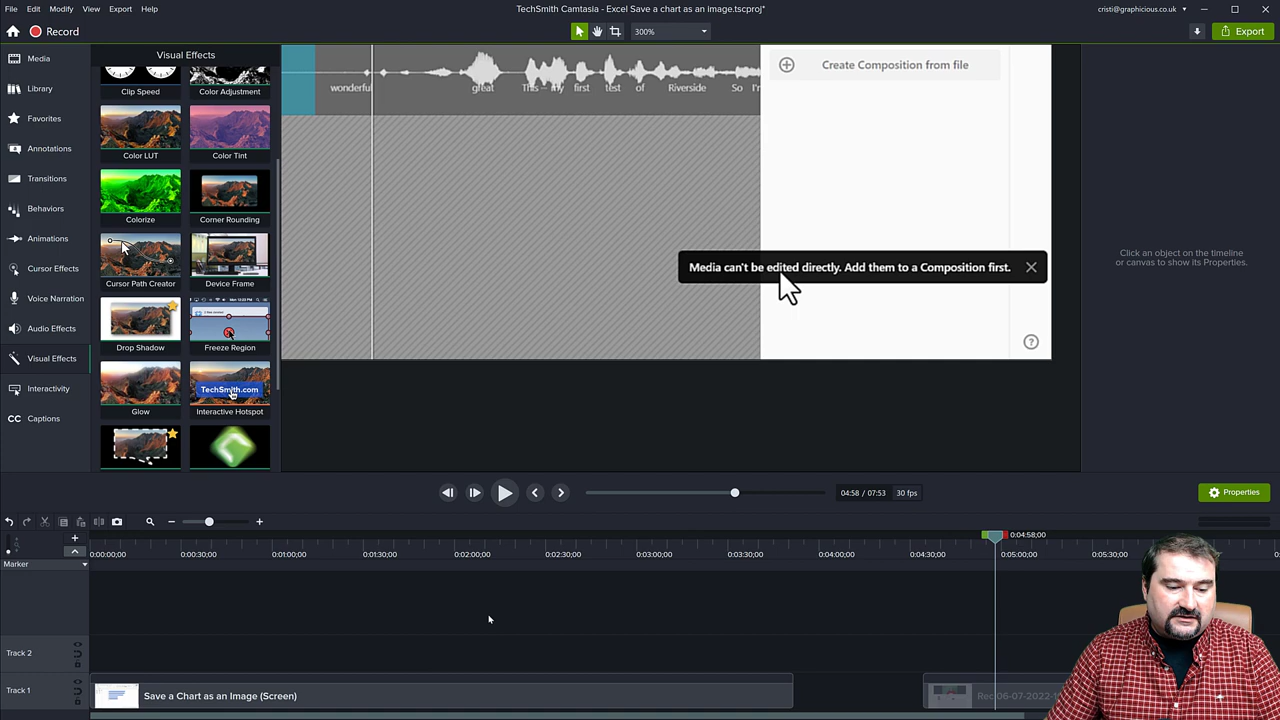 File Edit Modify View Export Help
TechSmith Camtasia - Excel Save a chart as an image.tscproj*
cristi@graphicious.co.uk
Record
300%
Export
Media
Library
Favorites
Annotations
Transitions
Behaviors
Animations
Cursor Effects
Voice Narration
Audio Effects
Visual Effects
Interactivity
CC Captions
Visual Effects
Clip Speed
Color Adjustment
Color LUT
Color Tint
Colorize
Corner Rounding
Cursor Path Creator
Device Frame
Drop Shadow
Freeze Region
Glow
TechSmith.com
Interactive Hotspot
wonderful great This my first test of Riverside So I'm
Create Composition from file
Media can't be edited directly. Add them to a Composition first.
?
Click an object on the timeline
or canvas to show its Properties.
04:58 / 07:53 30 fps
Properties
0:04:58;00
0:00:00;00 0:00:30;00 0:01:00;00 0:01:30;00 0:02:00;00 0:02:30;00 0:03:00;00 0:03:30;00 0:04:00;00 0:04:30;00 0:05:00;00 0:05:30;00
Marker
Track 2
Track 1
Save a Chart as an Image (Screen)
Rec 06-07-2022